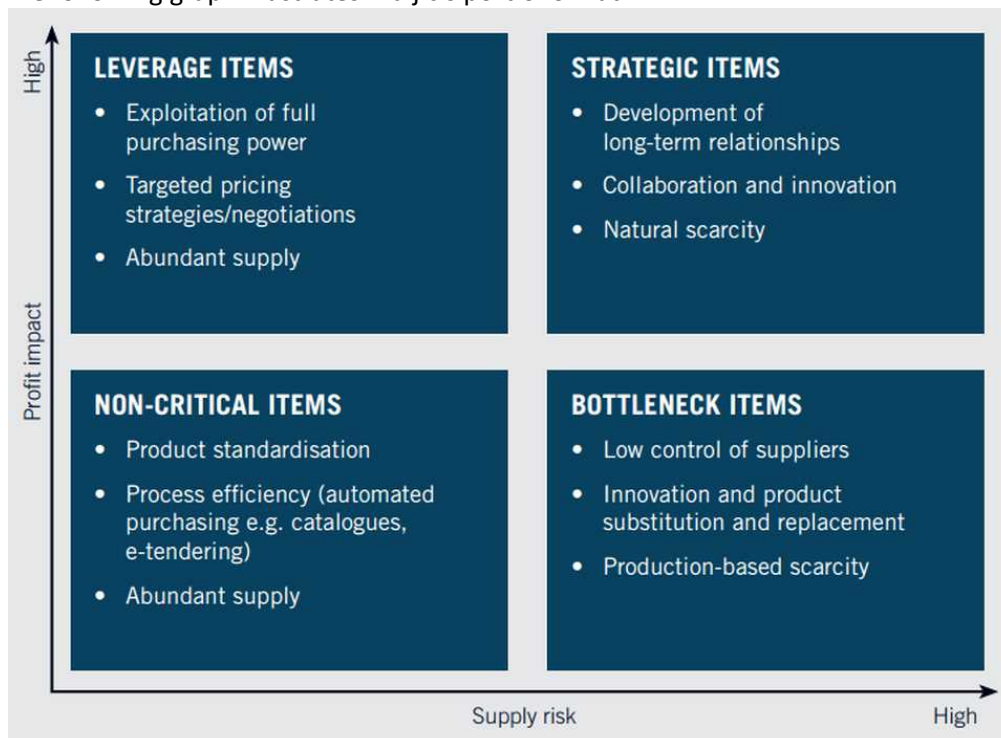 High
Profit impact
LEVERAGE ITEMS
• Exploitation of full
purchasing power
• Targeted pricing
strategies/negotiations
• Abundant supply
STRATEGIC ITEMS
• Development of
long-term relationships
• Collaboration and innovation
• Natural scarcity
NON-CRITICAL ITEMS
• Product standardisation
• Process efficiency (automated
purchasing e.g. catalogues,
e-tendering)
• Abundant supply
BOTTLENECK ITEMS
• Low control of suppliers
• Innovation and product
substitution and replacement
• Production-based scarcity
Supply risk
High